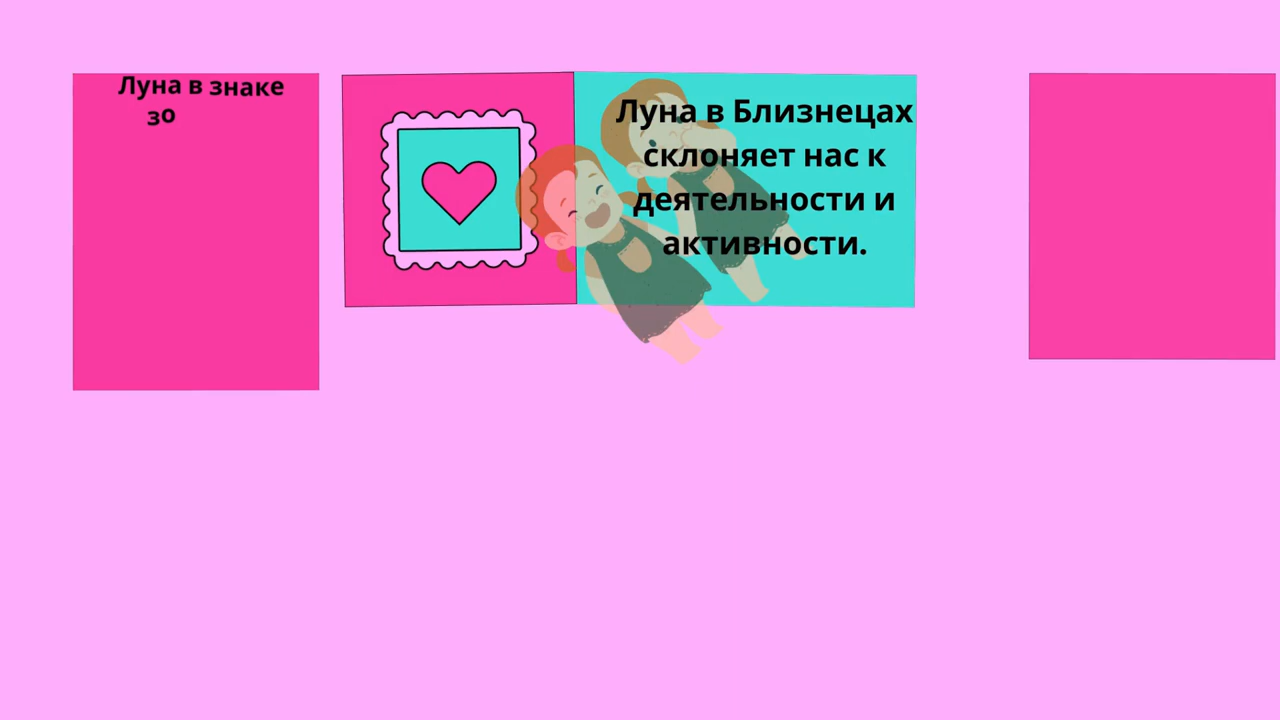 Луна в знаке
зо
Луна в Близнецах
склоняет нас к
деятельности и
активности.